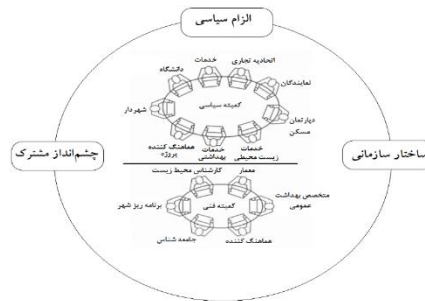 الزام سیاسی
اتحادیه تجاری
خدمات
دانشگاه
نمایندگان
شهردار
کمیته سیاسی
دپارتمان
مسکن
هماهنگ کننده
پروژه
خدمات
بهداشتی
خدمات
زیست محیطی
ساختار سازمانی
چشم‌انداز مشترک
معمار
کارشناس محیط زیست
متخصص بهداشت
عمومی
کمیته فنی
برنامه ریز شهر
هماهنگ کننده
جامعه شناس